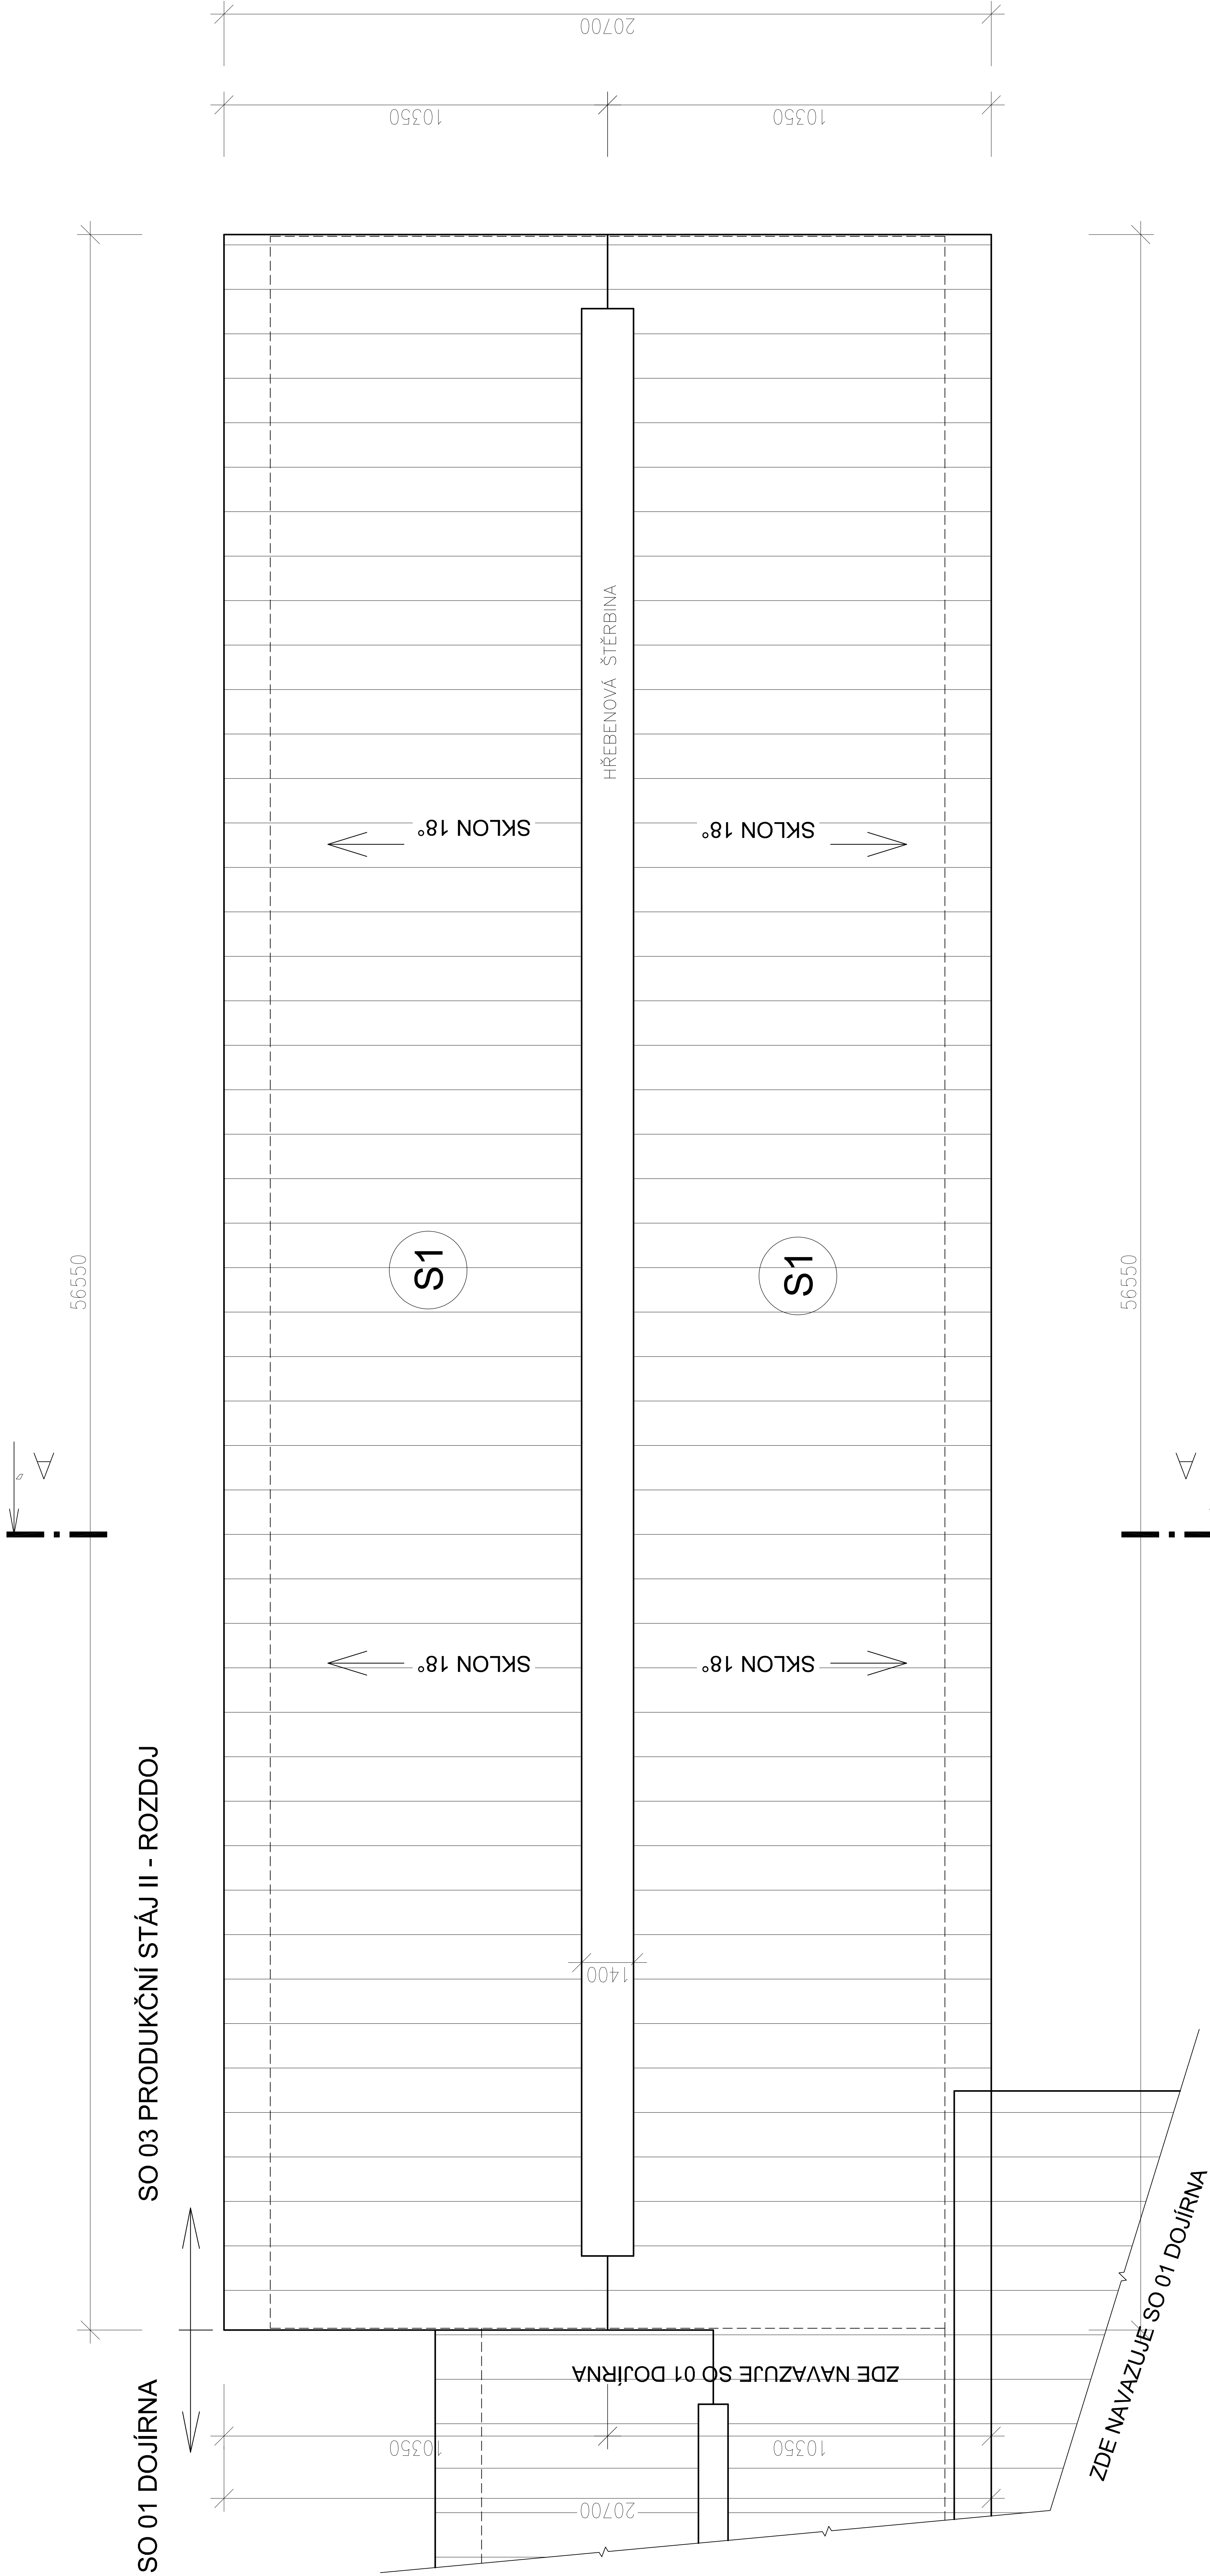 20700
10350
10350
56550
56550
HŘEBENOVÁ ŠTĚRBINA
SKLON 18°
SKLON 18°
S1
S1
A
A
SKLON 18°
SKLON 18°
SO 03 PRODUKČNÍ STÁJ II - ROZDOJ
1400
SO 01 DOJÍRNA
ZDE NAVAZUJE SO 01 DOJÍRNA
ZDE NAVAZUJE SO 01 DOJÍRNA
10350
10350
20700